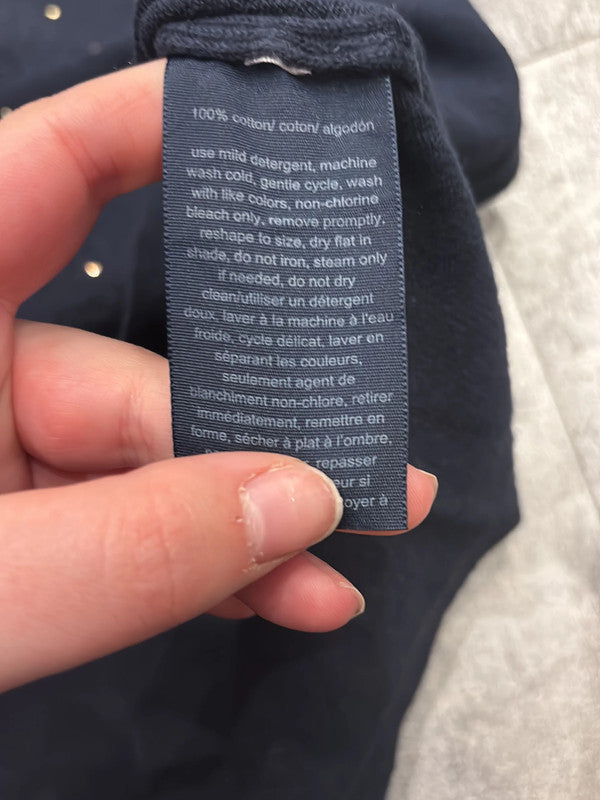 100% cotton/ coton/ algodón
use mild detergent, machine
wash cold, gentle cycle, wash
with like colors, non-chlorine
bleach only, remove promptly,
reshape to size, dry flat in
shade, do not iron, steam only
if needed, do not dry
clean/utiliser un détergent
doux, laver à la machine à l'eau
froide, cycle délicat, laver en
séparant les couleurs,
seulement agent de
blanchiment non-chlore, retirer
immédiatement, remettre en
forme, sécher à plat à l'ombre,
repasser
si
à